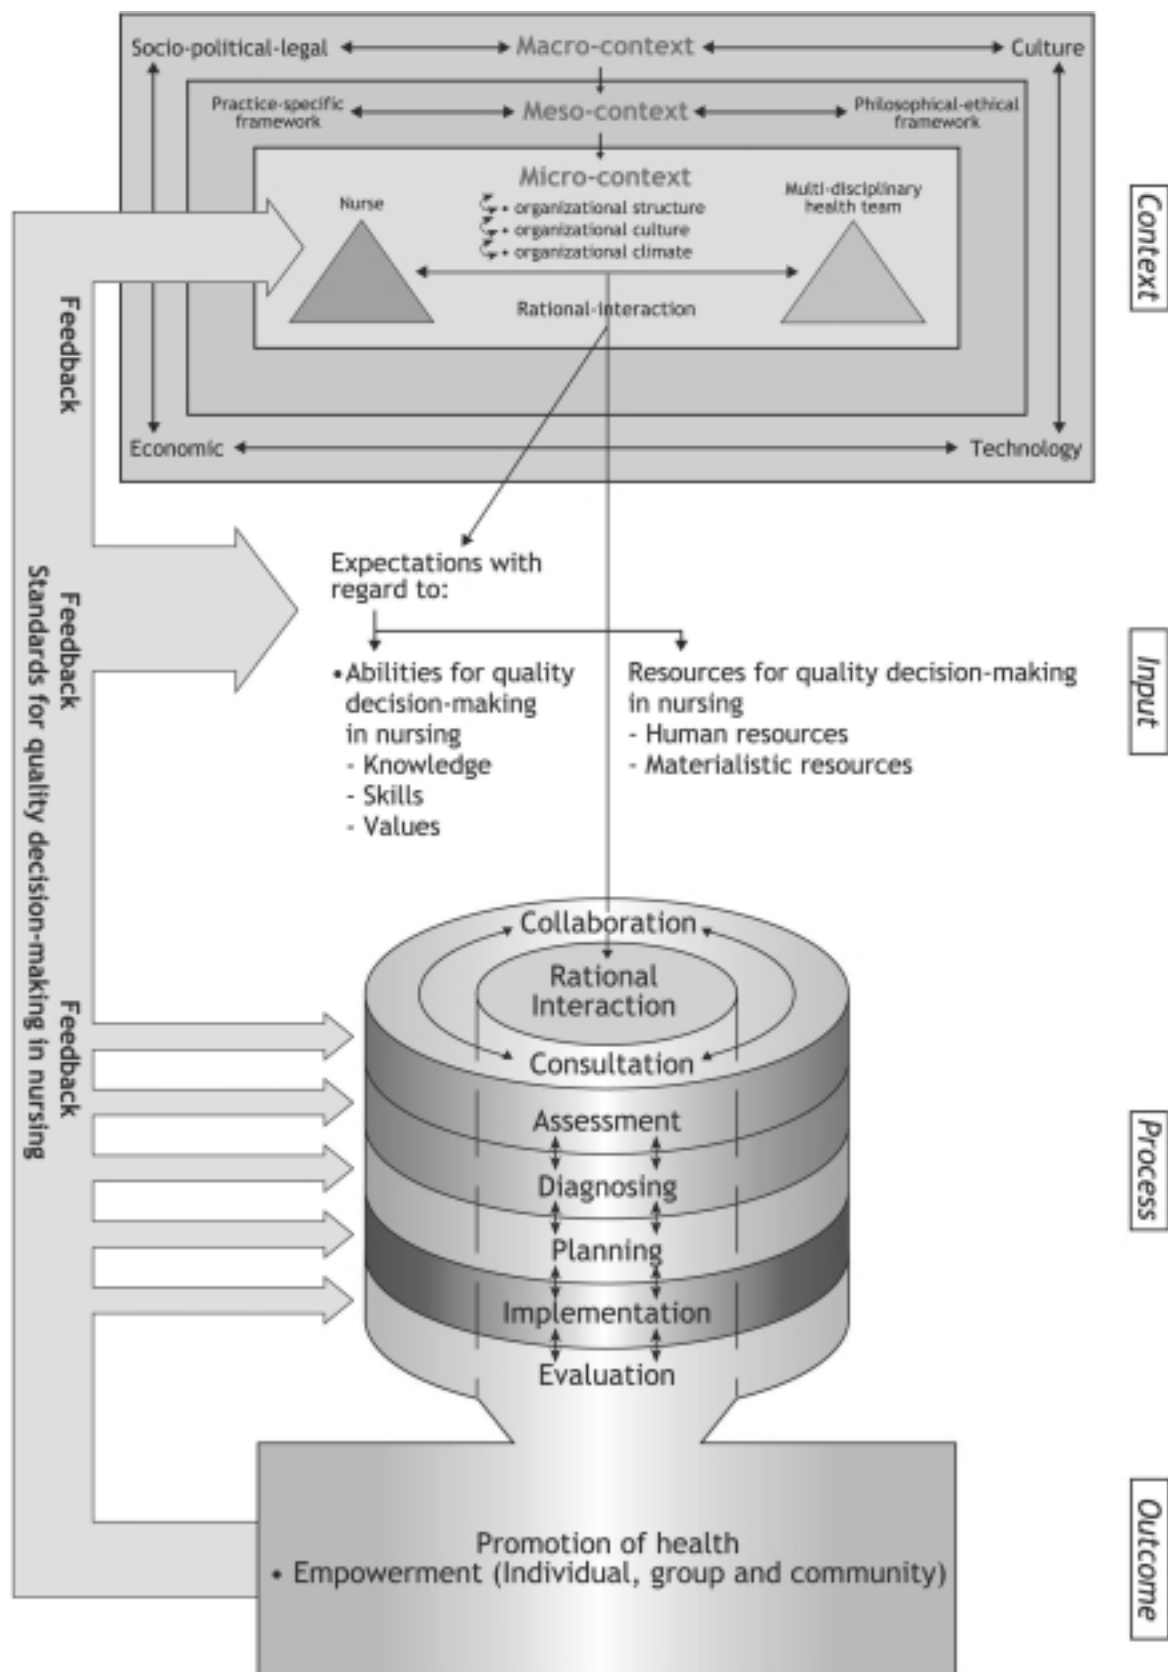 Socio-political-legal
Macro-context
Culture
Practice-specific
framework
Meso-context
Philosophical-ethical
framework
Micro-context
• organizational structure
• organizational culture
• organizational climate
Nurse
Multi-disciplinary
health team
Rational-interaction
Economic
Technology
Context
Feedback
Expectations with
regard to:
•Abilities for quality
decision-making
in nursing
- Knowledge
- Skills
- Values
Resources for quality decision-making
in nursing
- Human resources
- Materialistic resources
Input
Feedback
Standards for quality decision-making in nursing
Collaboration
Rational
Interaction
Consultation
Assessment
Diagnosing
Planning
Implementation
Evaluation
Process
Feedback
Promotion of health
• Empowerment (Individual, group and community)
Outcome